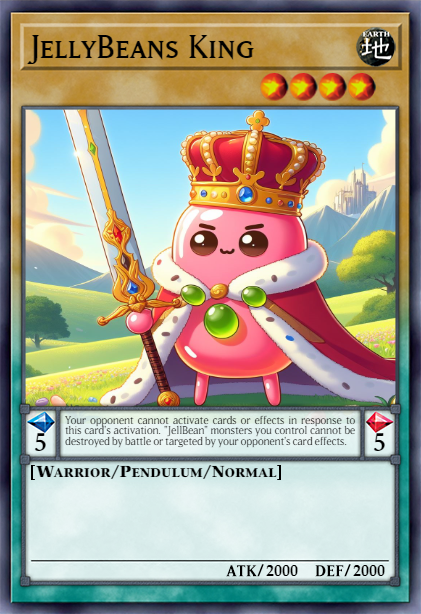 JellyBeans King
EARTH
地
Your opponent cannot activate cards or effects in response to
this card's activation. "JellBean" monsters you control cannot be
destroyed by battle or targeted by your opponent's card effects.
5
5
[Warrior/Pendulum/Normal]
ATK/2000 DEF/2000